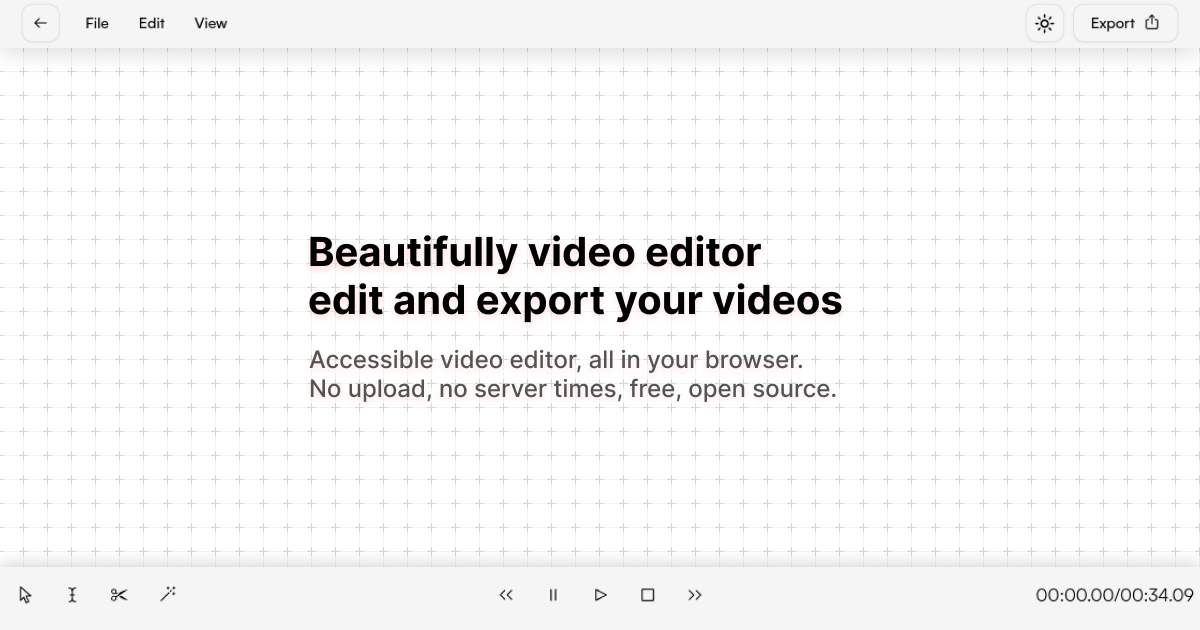 File Edit View Export
Beautifully video editor
edit and export your videos
Accessible video editor, all in your browser.
No upload, no server times, free, open source.
00:00.00/00:34.09